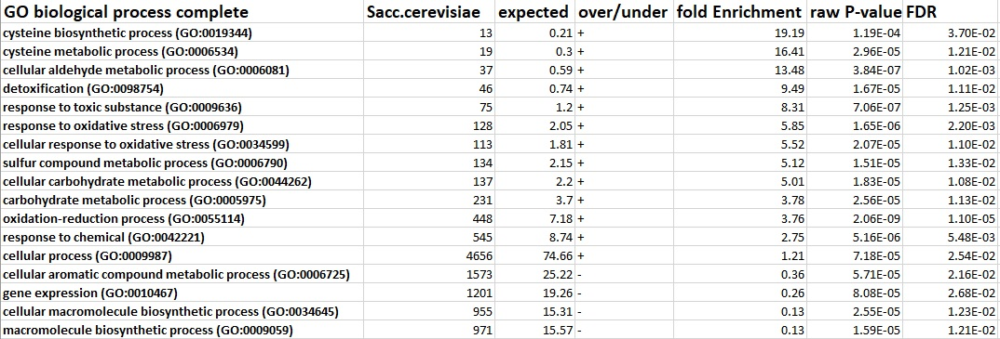 GO biological process complete Sacc.cerevisiae expected over/under fold Enrichment raw P-value FDR
cysteine biosynthetic process (GO:0019344) 13 0.21 + 19.19 1.19E-04 3.70E-02
cysteine metabolic process (GO:0006534) 19 0.3 + 16.41 2.96E-05 1.21E-02
cellular aldehyde metabolic process (GO:0006081) 37 0.59 + 13.48 3.84E-07 1.02E-03
detoxification (GO:0098754) 46 0.74 + 9.49 1.67E-05 1.11E-02
response to toxic substance (GO:0009636) 75 1.2 + 8.31 7.06E-07 1.25E-03
response to oxidative stress (GO:0006979) 128 2.05 + 5.85 1.65E-06 2.20E-03
cellular response to oxidative stress (GO:0034599) 113 1.81 + 5.52 2.07E-05 1.10E-02
sulfur compound metabolic process (GO:0006790) 134 2.15 + 5.12 1.51E-05 1.33E-02
cellular carbohydrate metabolic process (GO:0044262) 137 2.2 + 5.01 1.83E-05 1.08E-02
carbohydrate metabolic process (GO:0005975) 231 3.7 + 3.78 2.56E-05 1.13E-02
oxidation-reduction process (GO:0055114) 448 7.18 + 3.76 2.06E-09 1.10E-05
response to chemical (GO:0042221) 545 8.74 + 2.75 5.16E-06 5.48E-03
cellular process (GO:0009987) 4656 74.66 + 1.21 7.18E-05 2.54E-02
cellular aromatic compound metabolic process (GO:0006725) 1573 25.22 - 0.36 5.71E-05 2.16E-02
gene expression (GO:0010467) 1201 19.26 - 0.26 8.08E-05 2.68E-02
cellular macromolecule biosynthetic process (GO:0034645) 955 15.31 - 0.13 2.55E-05 1.23E-02
macromolecule biosynthetic process (GO:0009059) 971 15.57 - 0.13 1.59E-05 1.21E-02